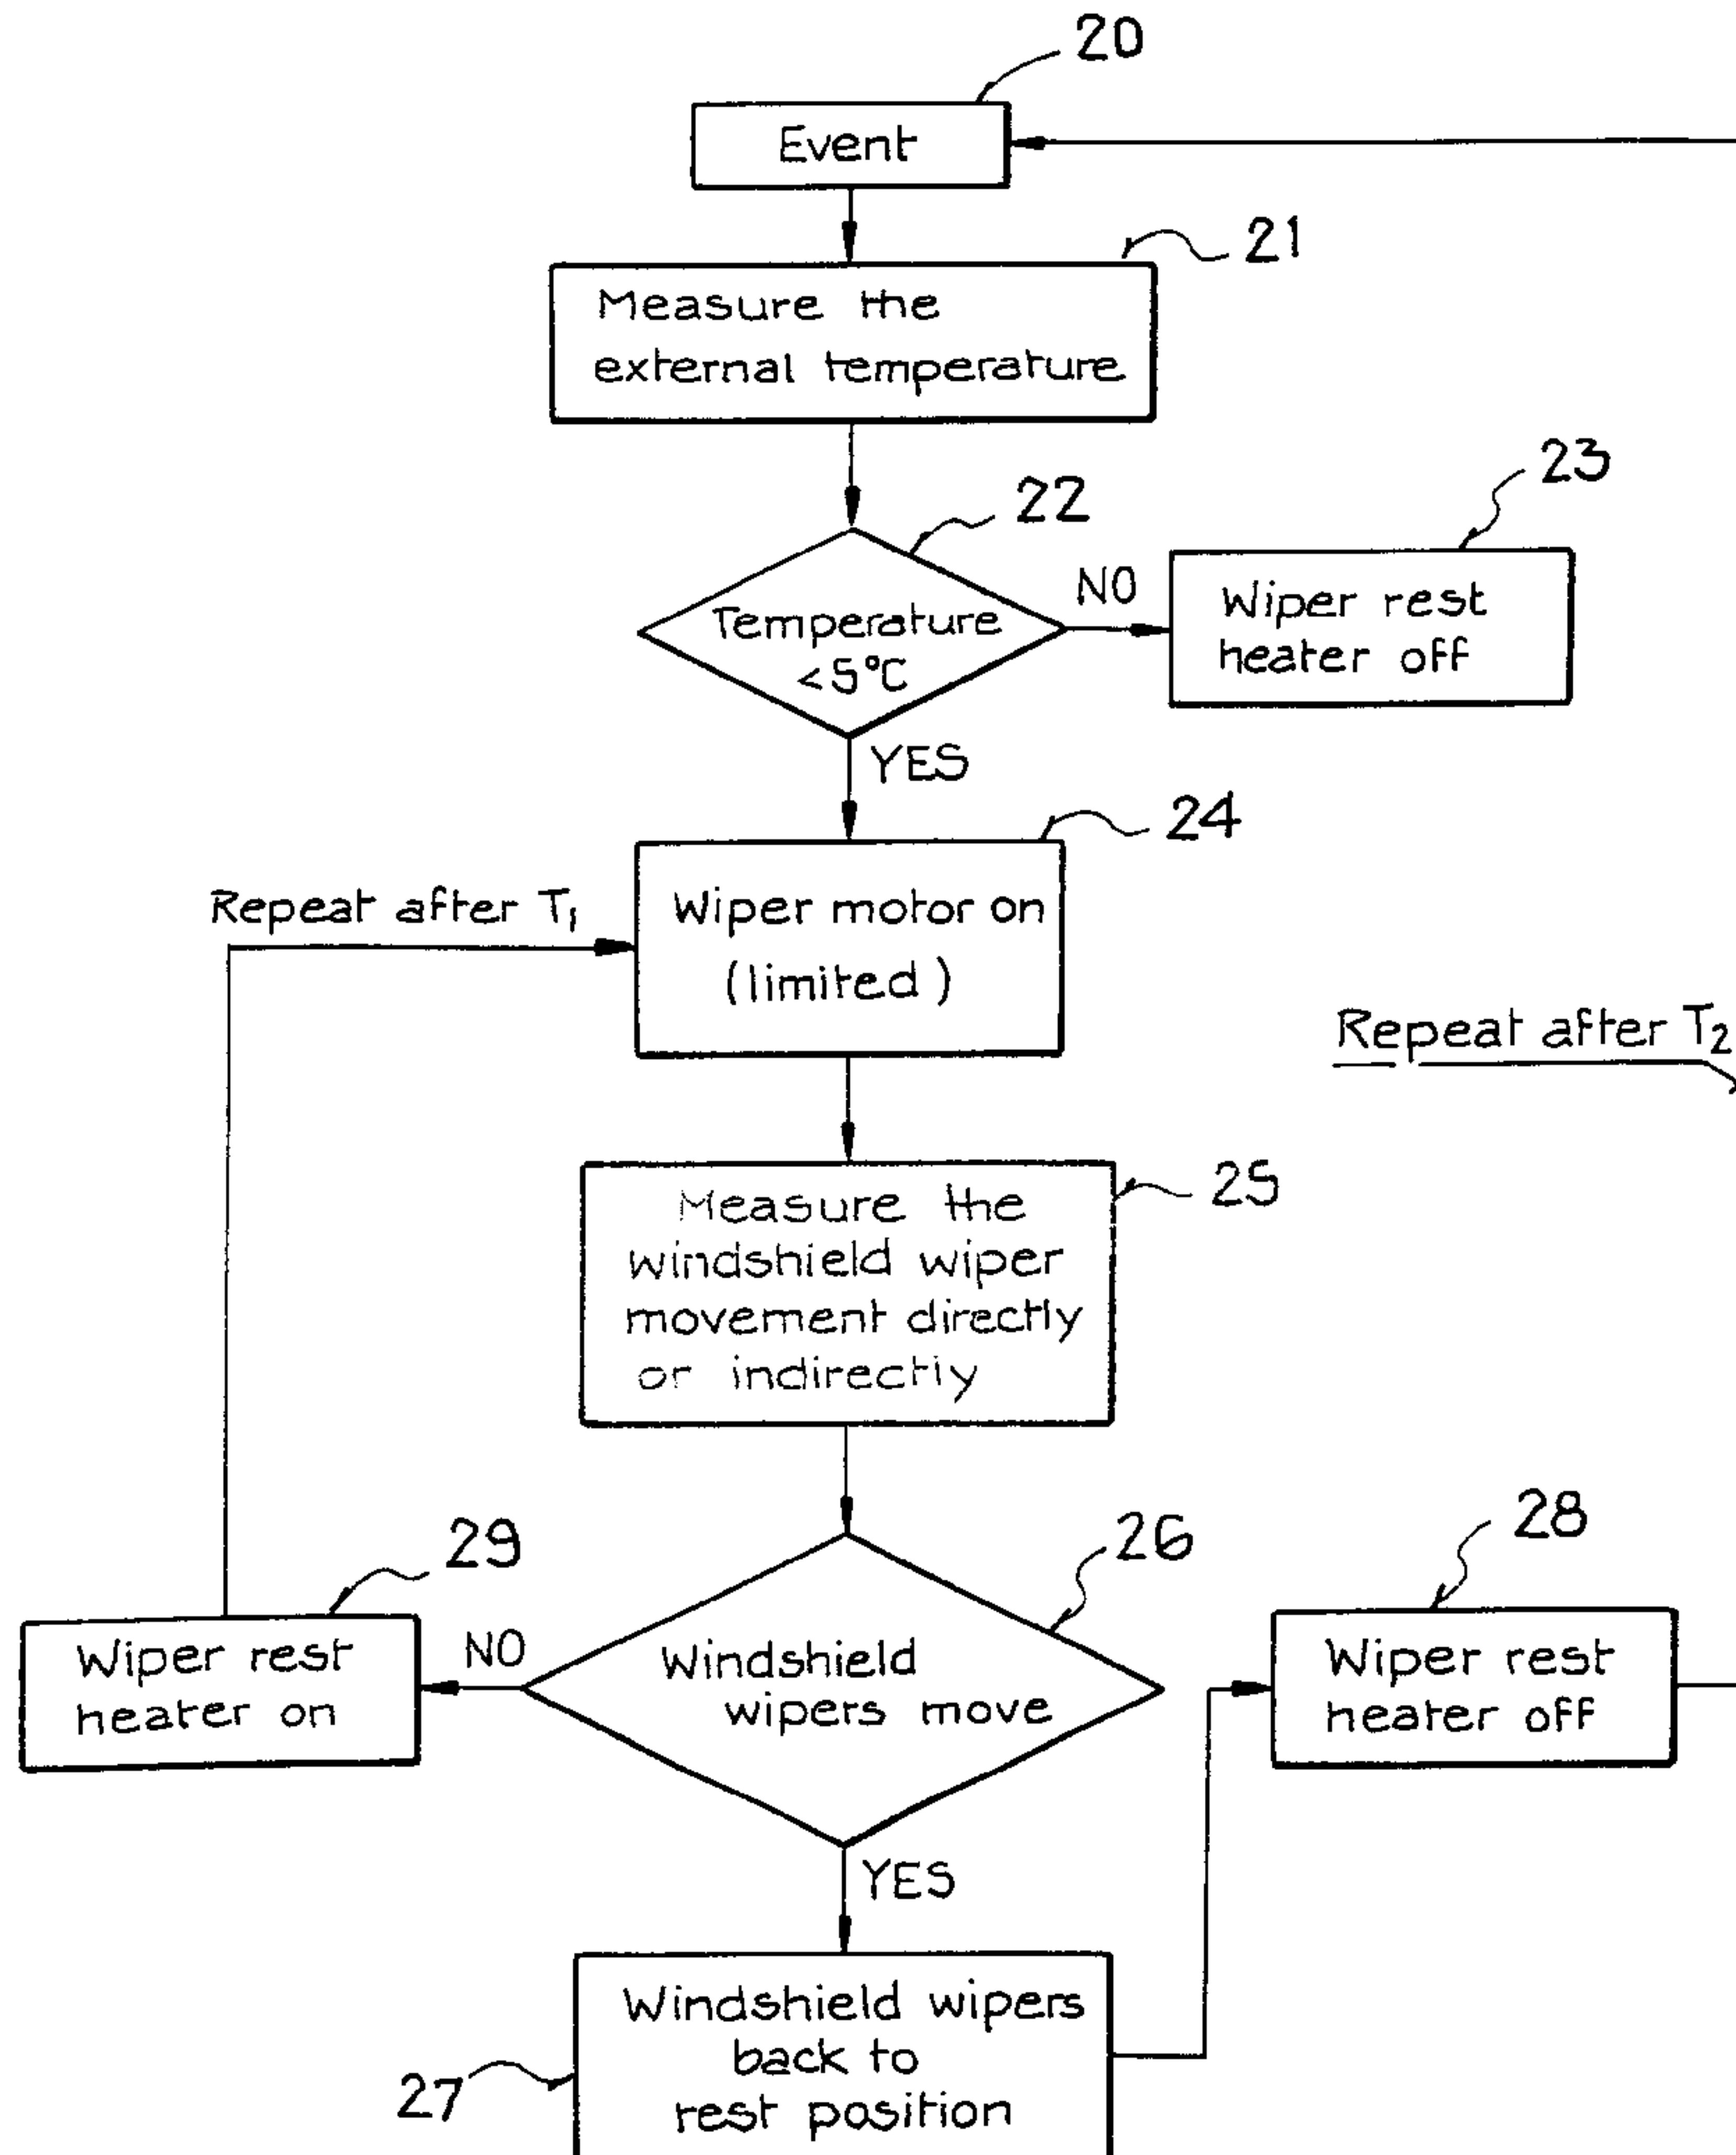 20
Event
21
Measure the
external temperature
22
23
Temperature
<5°C
NO
Wiper rest
heater off
YES
24
Repeat after T₁
Wiper motor on
(limited)
Repeat after T₂
25
Measure the
windshield wiper
movement directly
or indirectly
29
26
28
Wiper rest
heater on
NO
Windshield
wipers move
Wiper rest
heater off
YES
27
Windshield wipers
back to
rest position